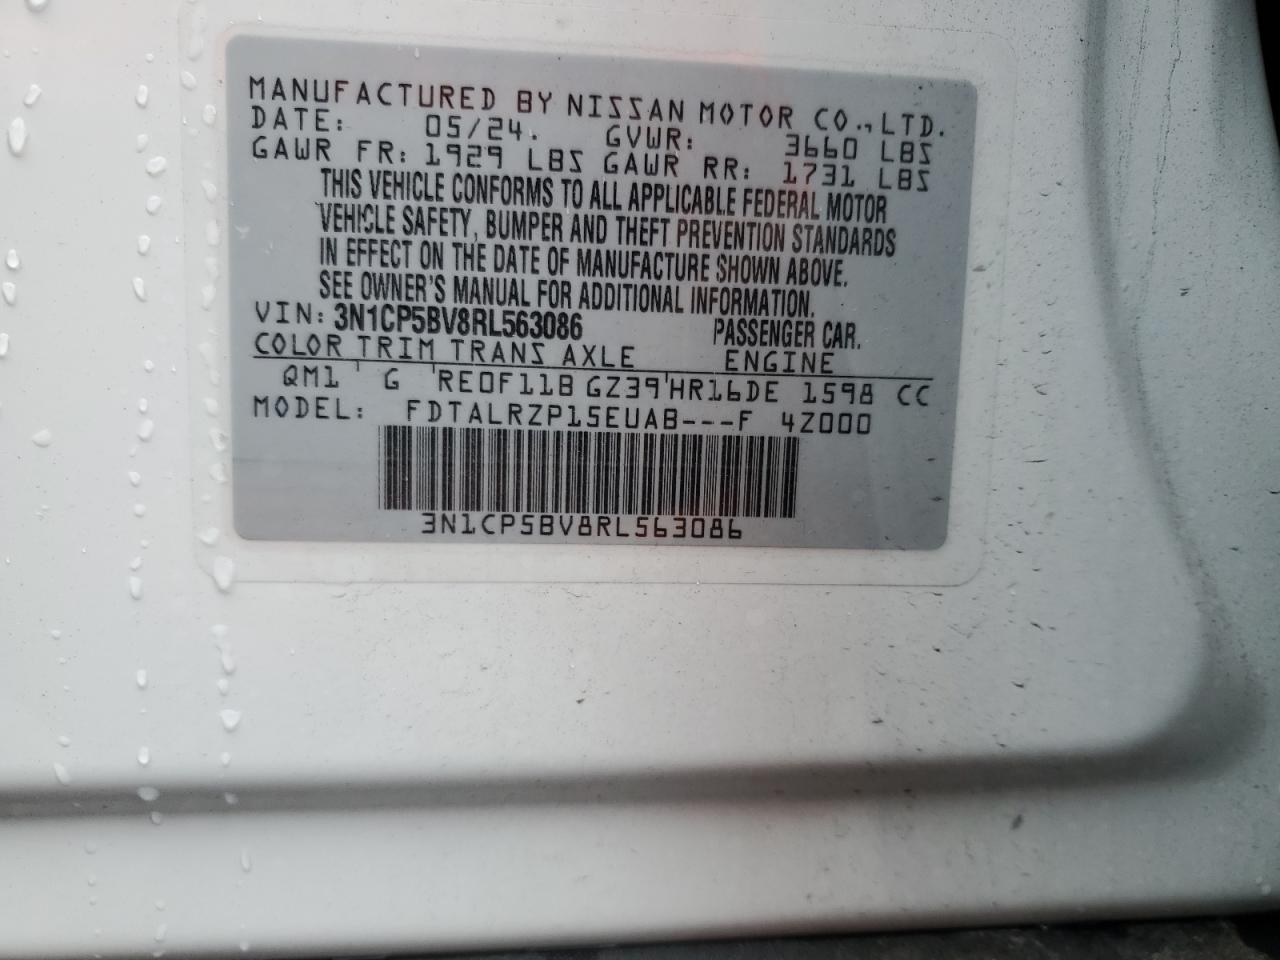 MANUFACTURED BY NISSAN MOTOR CO., LTD.
DATE: 05/24. GVWR: 3660 LBS
GAWR FR: 1929 LBS GAWR RR: 1731 LBS
THIS VEHICLE CONFORMS TO ALL APPLICABLE FEDERAL MOTOR
VEHICLE SAFETY, BUMPER AND THEFT PREVENTION STANDARDS
IN EFFECT ON THE DATE OF MANUFACTURE SHOWN ABOVE.
SEE OWNER'S MANUAL FOR ADDITIONAL INFORMATION.
VIN: 3N1CP5BV8RL563086 PASSENGER CAR.
COLOR TRIM TRANS AXLE ENGINE
QM1 ' G 'RE0F11B GZ39'HR16DE 1598 CC
MODEL: FDTALRZP15EUAB---F 4Z000
3N1CP5BV8RL563086